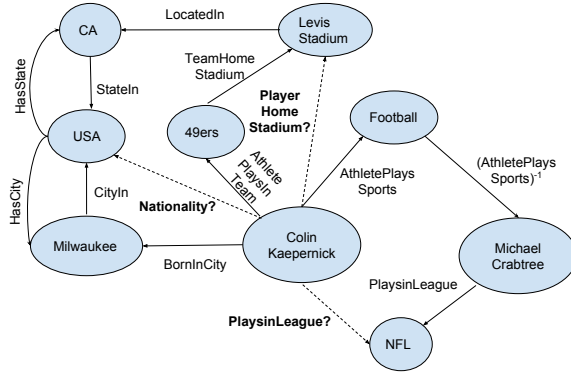 LocatedIn
CA
Levis
Stadium
TeamHome
Stadium
HasState
StateIn
Player
Home
Stadium?
Football
USA
49ers
Athlete
PlaysIn
Team
AthletePlays
Sports
(AthletePlays
Sports)⁻¹
HasCity
CityIn
Nationality?
Milwaukee
BornInCity
Colin
Kaepernick
Michael
Crabtree
PlaysinLeague?
PlaysinLeague
NFL